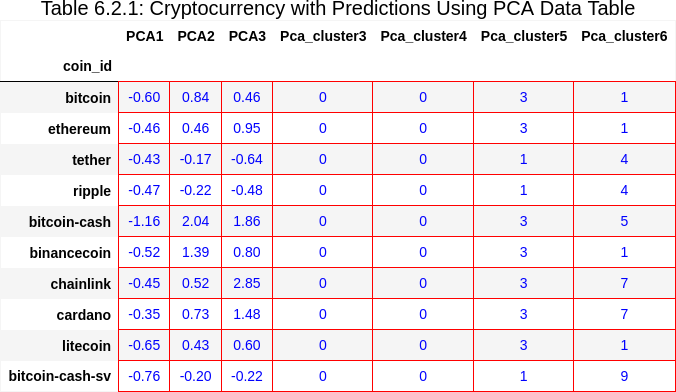 Table 6.2.1: Cryptocurrency with Predictions Using PCA Data Table
PCA1 PCA2 PCA3 Pca_cluster3 Pca_cluster4 Pca_cluster5 Pca_cluster6
coin_id
bitcoin -0.60 0.84 0.46 0 0 3 1
ethereum -0.46 0.46 0.95 0 0 3 1
tether -0.43 -0.17 -0.64 0 0 1 4
ripple -0.47 -0.22 -0.48 0 0 1 4
bitcoin-cash -1.16 2.04 1.86 0 0 3 5
binancecoin -0.52 1.39 0.80 0 0 3 1
chainlink -0.45 0.52 2.85 0 0 3 7
cardano -0.35 0.73 1.48 0 0 3 7
litecoin -0.65 0.43 0.60 0 0 3 1
bitcoin-cash-sv -0.76 -0.20 -0.22 0 0 1 9